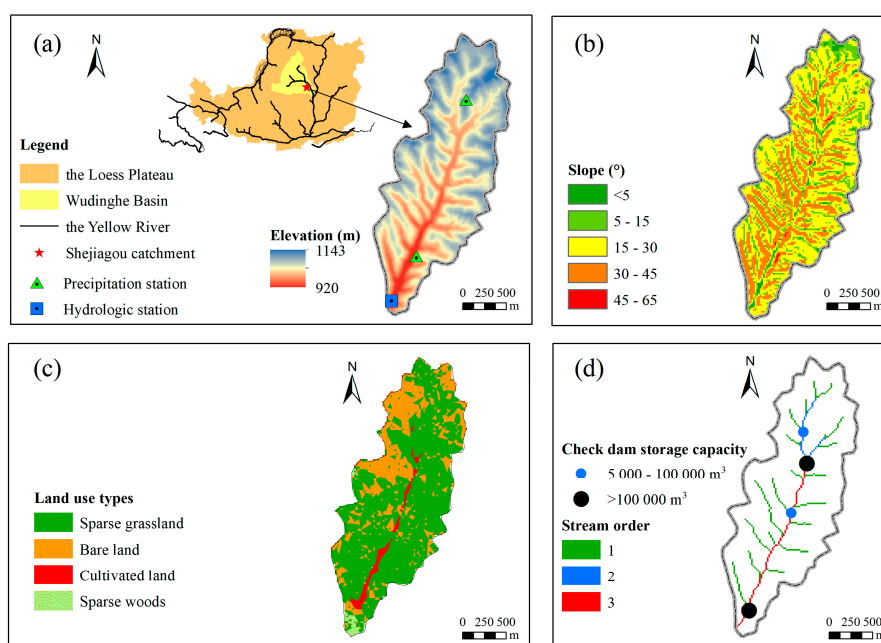 (a)
N
Legend
the Loess Plateau
Wudinghe Basin
the Yellow River
Shejiagou catchment
Precipitation station
Hydrologic station
Elevation (m)
1143
920
0 250 500
m
(b)
N
Slope (°)
<5
5 - 15
15 - 30
30 - 45
45 - 65
0 250 500
m
(c)
N
Land use types
Sparse grassland
Bare land
Cultivated land
Sparse woods
0 250 500
m
(d)
N
Check dam storage capacity
5 000 - 100 000 m³
>100 000 m³
Stream order
1
2
3
0 250 500
m